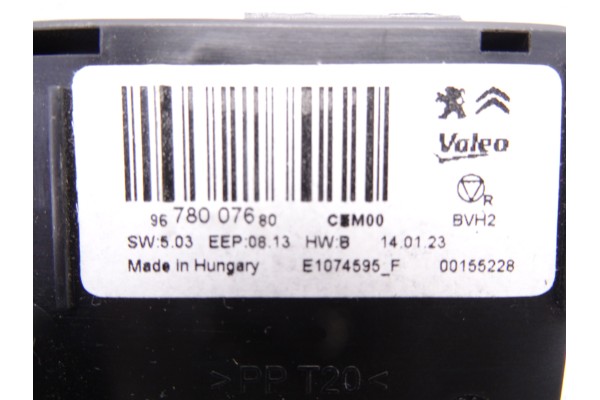 Valeo
R
96 780 076 80 CEM00 BVH2
SW:5.03 EEP:08.13 HW:B 14.01.23
Made in Hungary E1074595_F 00155228
>PP T20<